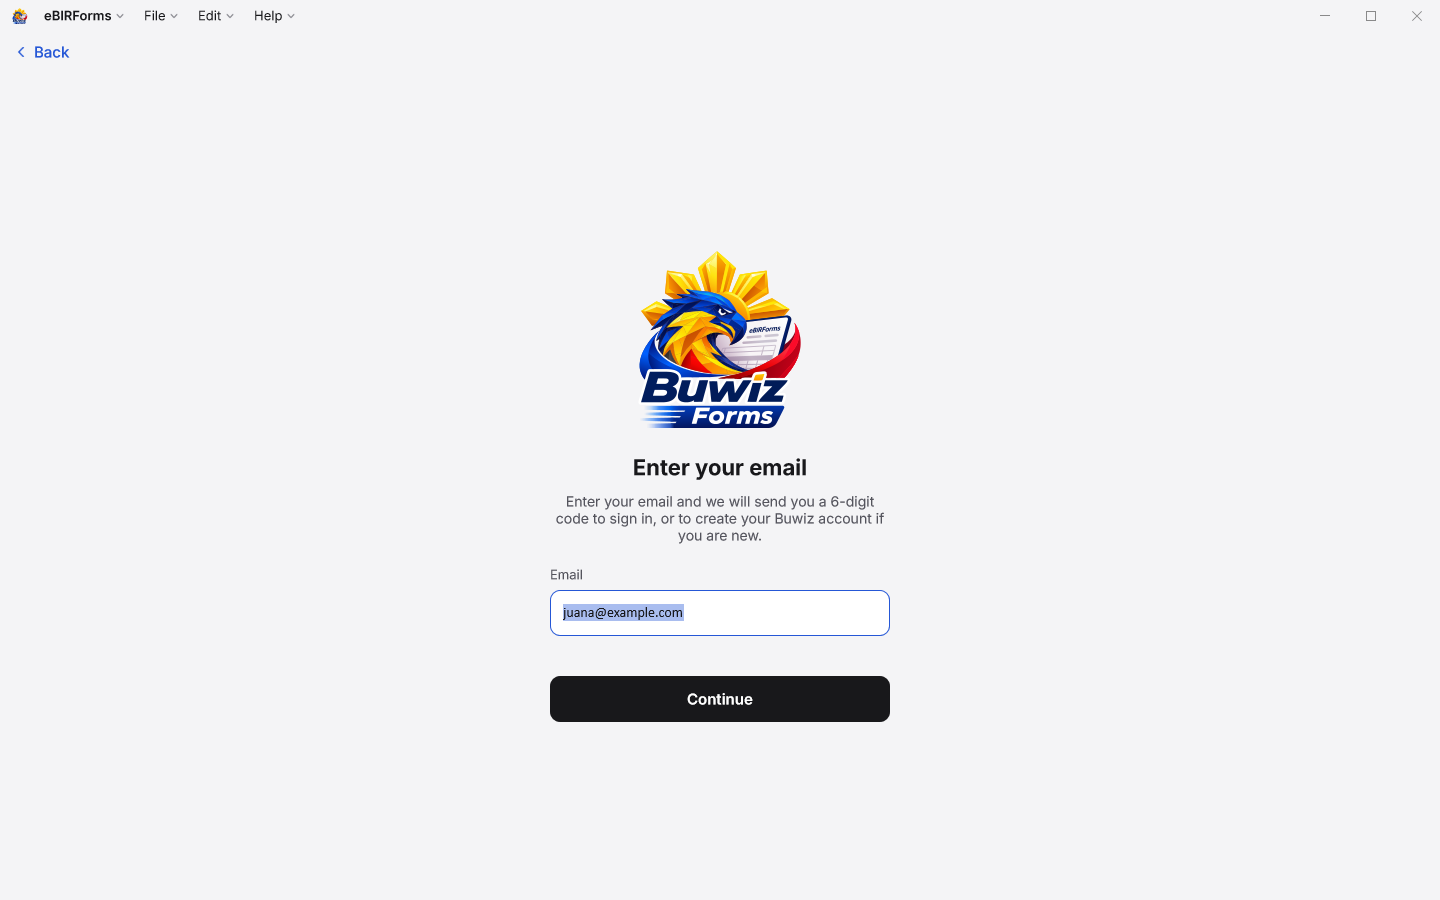 eBIRForms File Edit Help
Back
eBIRForms
Buwiz
Forms
Enter your email
Enter your email and we will send you a 6-digit
code to sign in, or to create your Buwiz account if
you are new.
Email
juana@example.com
Continue